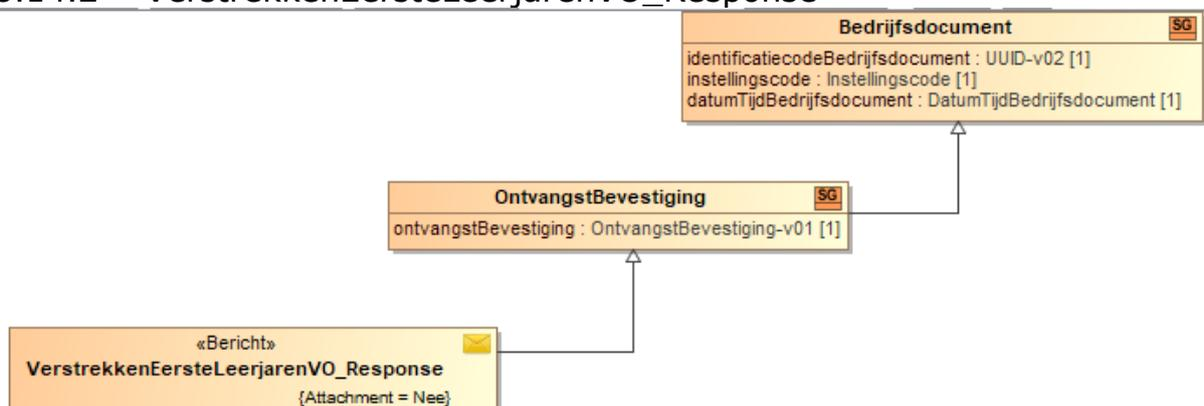 VerstrekkenEersteLeerjarenVO_Response
Bedrijfsdocument SG
identificatiecodeBedrijfsdocument : UUID-v02 [1]
instellingscode : Instellingscode [1]
datumTijdBedrijfsdocument : DatumTijdBedrijfsdocument [1]
OntvangstBevestiging SG
ontvangstBevestiging : OntvangstBevestiging-v01 [1]
«Bericht»
VerstrekkenEersteLeerjarenVO_Response
{Attachment = Nee}